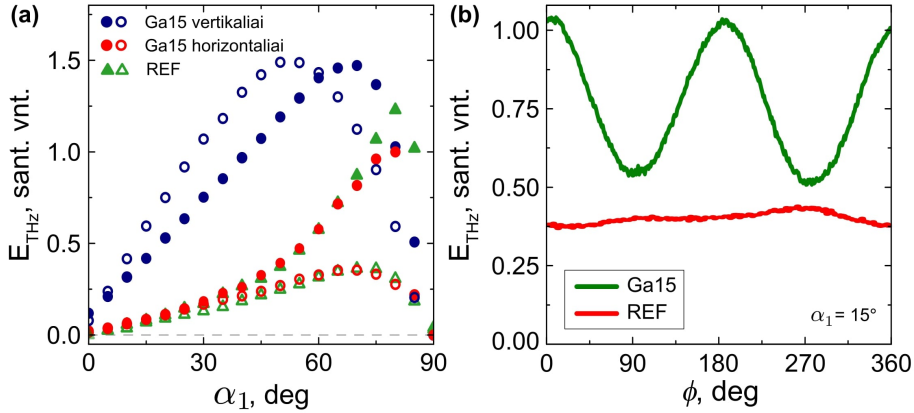 (a)
Ga15 vertikaliai
Ga15 horizontaliai
REF
E_THz, sant. vnt.
1.5
1.0
0.5
0.0
0 30 60 90
α₁, deg
(b)
E_THz, sant. vnt.
1.00
0.75
0.50
0.25
0.00
Ga15
REF
α₁ = 15°
0 90 180 270 360
ϕ, deg